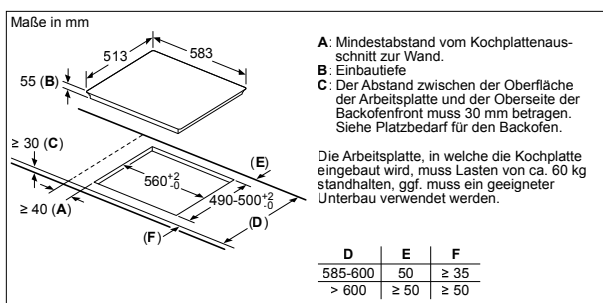 Maße in mm
513
583
55 (B)
≥ 30 (C)
(E)
560+2-0
490-500+2-0
≥ 40 (A)
(D)
(F)
A: Mindestabstand vom Kochplattenaus-
schnitt zur Wand.
B: Einbautiefe
C: Der Abstand zwischen der Oberfläche
der Arbeitsplatte und der Oberseite der
Backofenfront muss 30 mm betragen.
Siehe Platzbedarf für den Backofen.
Die Arbeitsplatte, in welche die Kochplatte
eingebaut wird, muss Lasten von ca. 60 kg
standhalten, ggf. muss ein geeigneter
Unterbau verwendet werden.
D E F
585-600 50 ≥ 35
> 600 ≥ 50 ≥ 50